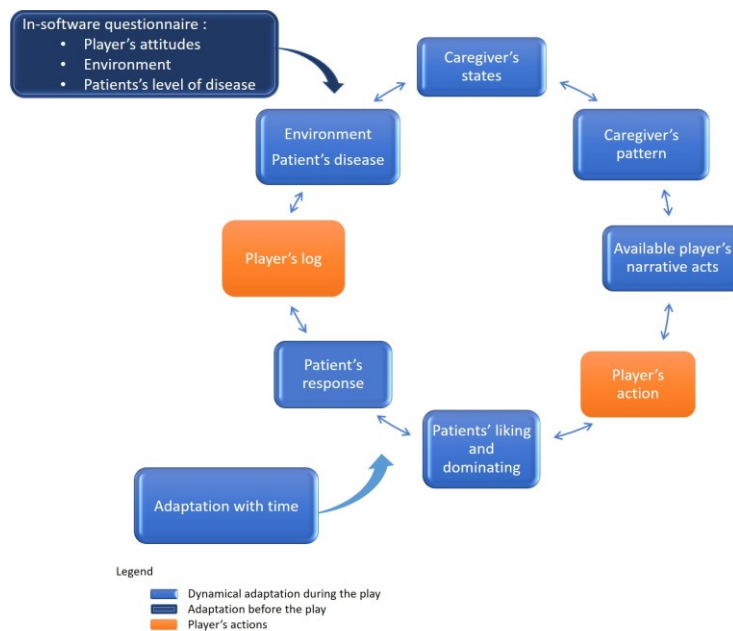 In-software questionnaire :
• Player's attitudes
• Environment
• Patients's level of disease
Caregiver's
states
Environment
Patient's disease
Caregiver's
pattern
Player's log
Available player's
narrative acts
Patient's
response
Player's
action
Patients' liking
and
dominating
Adaptation with time
Legend
Dynamical adaptation during the play
Adaptation before the play
Player's actions